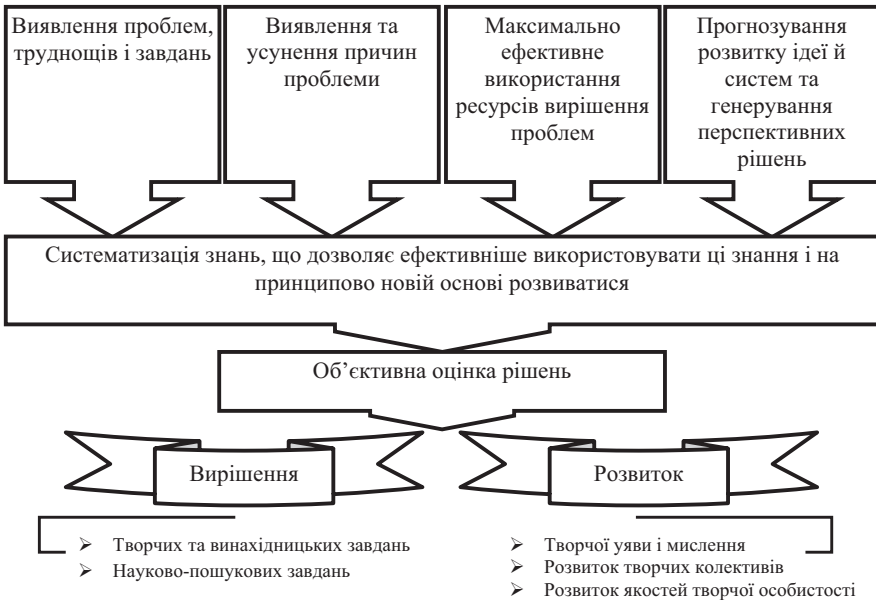 Виявлення проблем,
труднощів і завдань
Виявлення та
усунення причин
проблеми
Максимально
ефективне
використання
ресурсів вирішення
проблем
Прогнозування
розвитку ідеї й
систем та
генерування
перспективних
рішень
Систематизація знань, що дозволяє ефективніше використовувати ці знання і на
принципово новій основі розвиватися
Об’єктивна оцінка рішень
Вирішення
➢ Творчих та винахідницьких завдань
➢ Науково-пошукових завдань
Розвиток
➢ Творчої уяви і мислення
➢ Розвиток творчих колективів
➢ Розвиток якостей творчої особистості